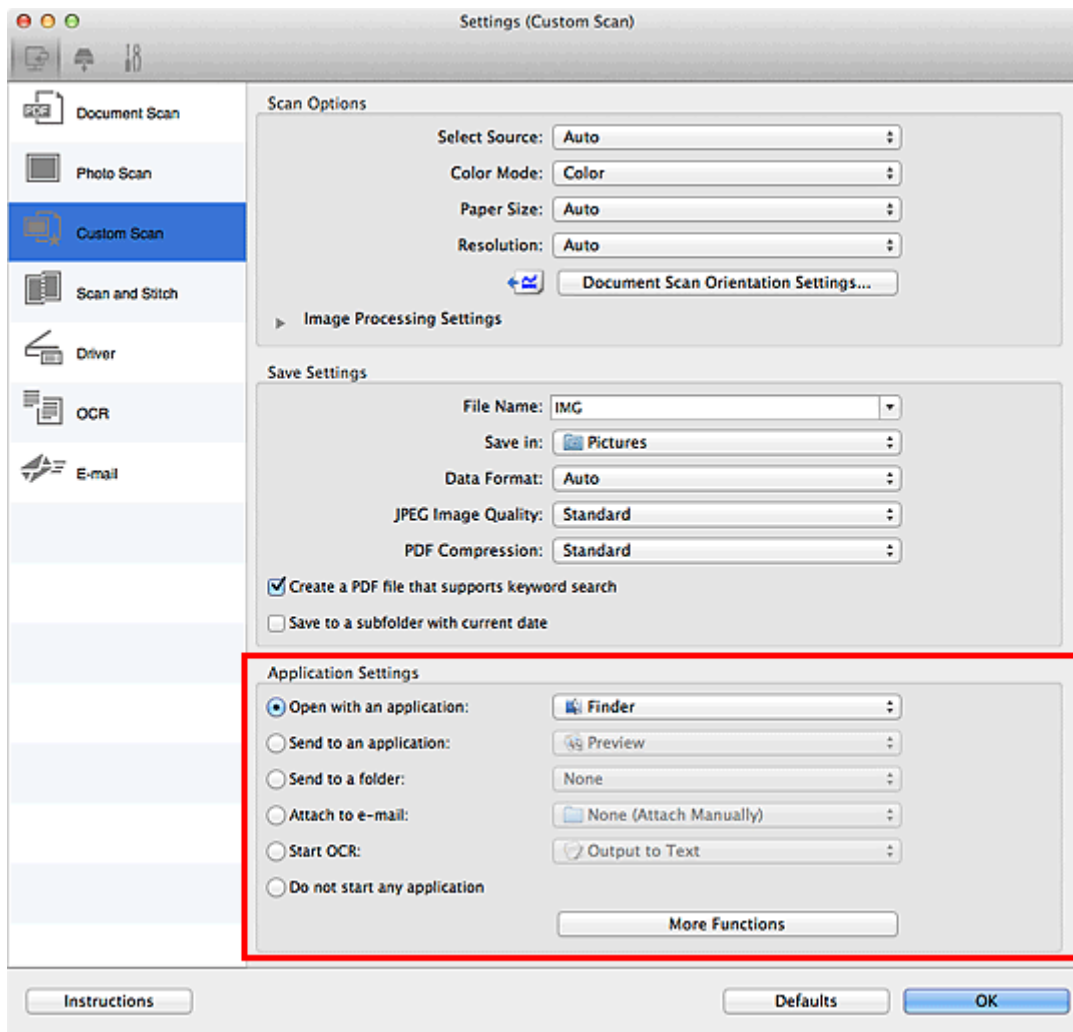 Settings (Custom Scan)
Document Scan
Photo Scan
Custom Scan
Scan and Stitch
Driver
OCR
E-mail
Scan Options
Select Source: Auto
Color Mode: Color
Paper Size: Auto
Resolution: Auto
Document Scan Orientation Settings...
Image Processing Settings
Save Settings
File Name: IMG
Save in: Pictures
Data Format: Auto
JPEG Image Quality: Standard
PDF Compression: Standard
Create a PDF file that supports keyword search
Save to a subfolder with current date
Application Settings
Open with an application: Finder
Send to an application: Preview
Send to a folder: None
Attach to e-mail: None (Attach Manually)
Start OCR: Output to Text
Do not start any application
More Functions
Instructions Defaults OK